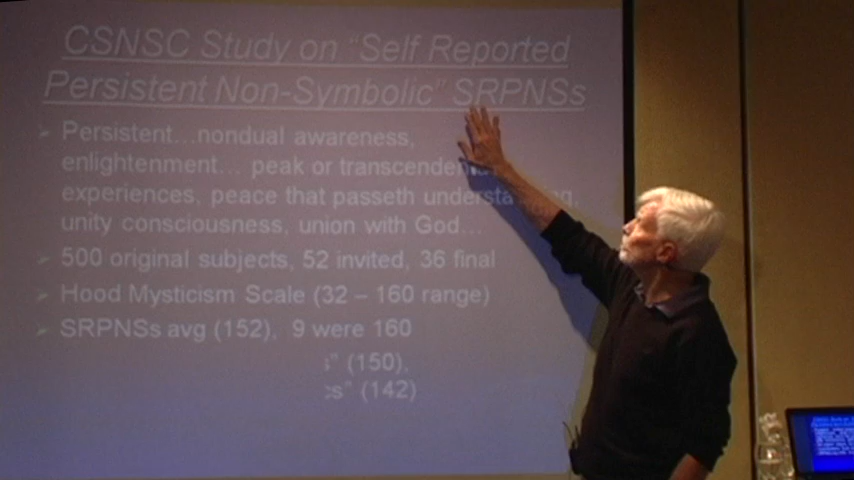 CSNSC Study on "Self Reported
Persistent Non-Symbolic" SRPNSs
Persistent...nondual awareness,
enlightenment... peak or
experiences, peace that passeth
unity consciousness, union with God...
500 original subjects, 52 invited, 36 final
Hood Mysticism Scale (32 – 160 range)
SRPNSs avg (152), 9 were 160
(150),
(142)